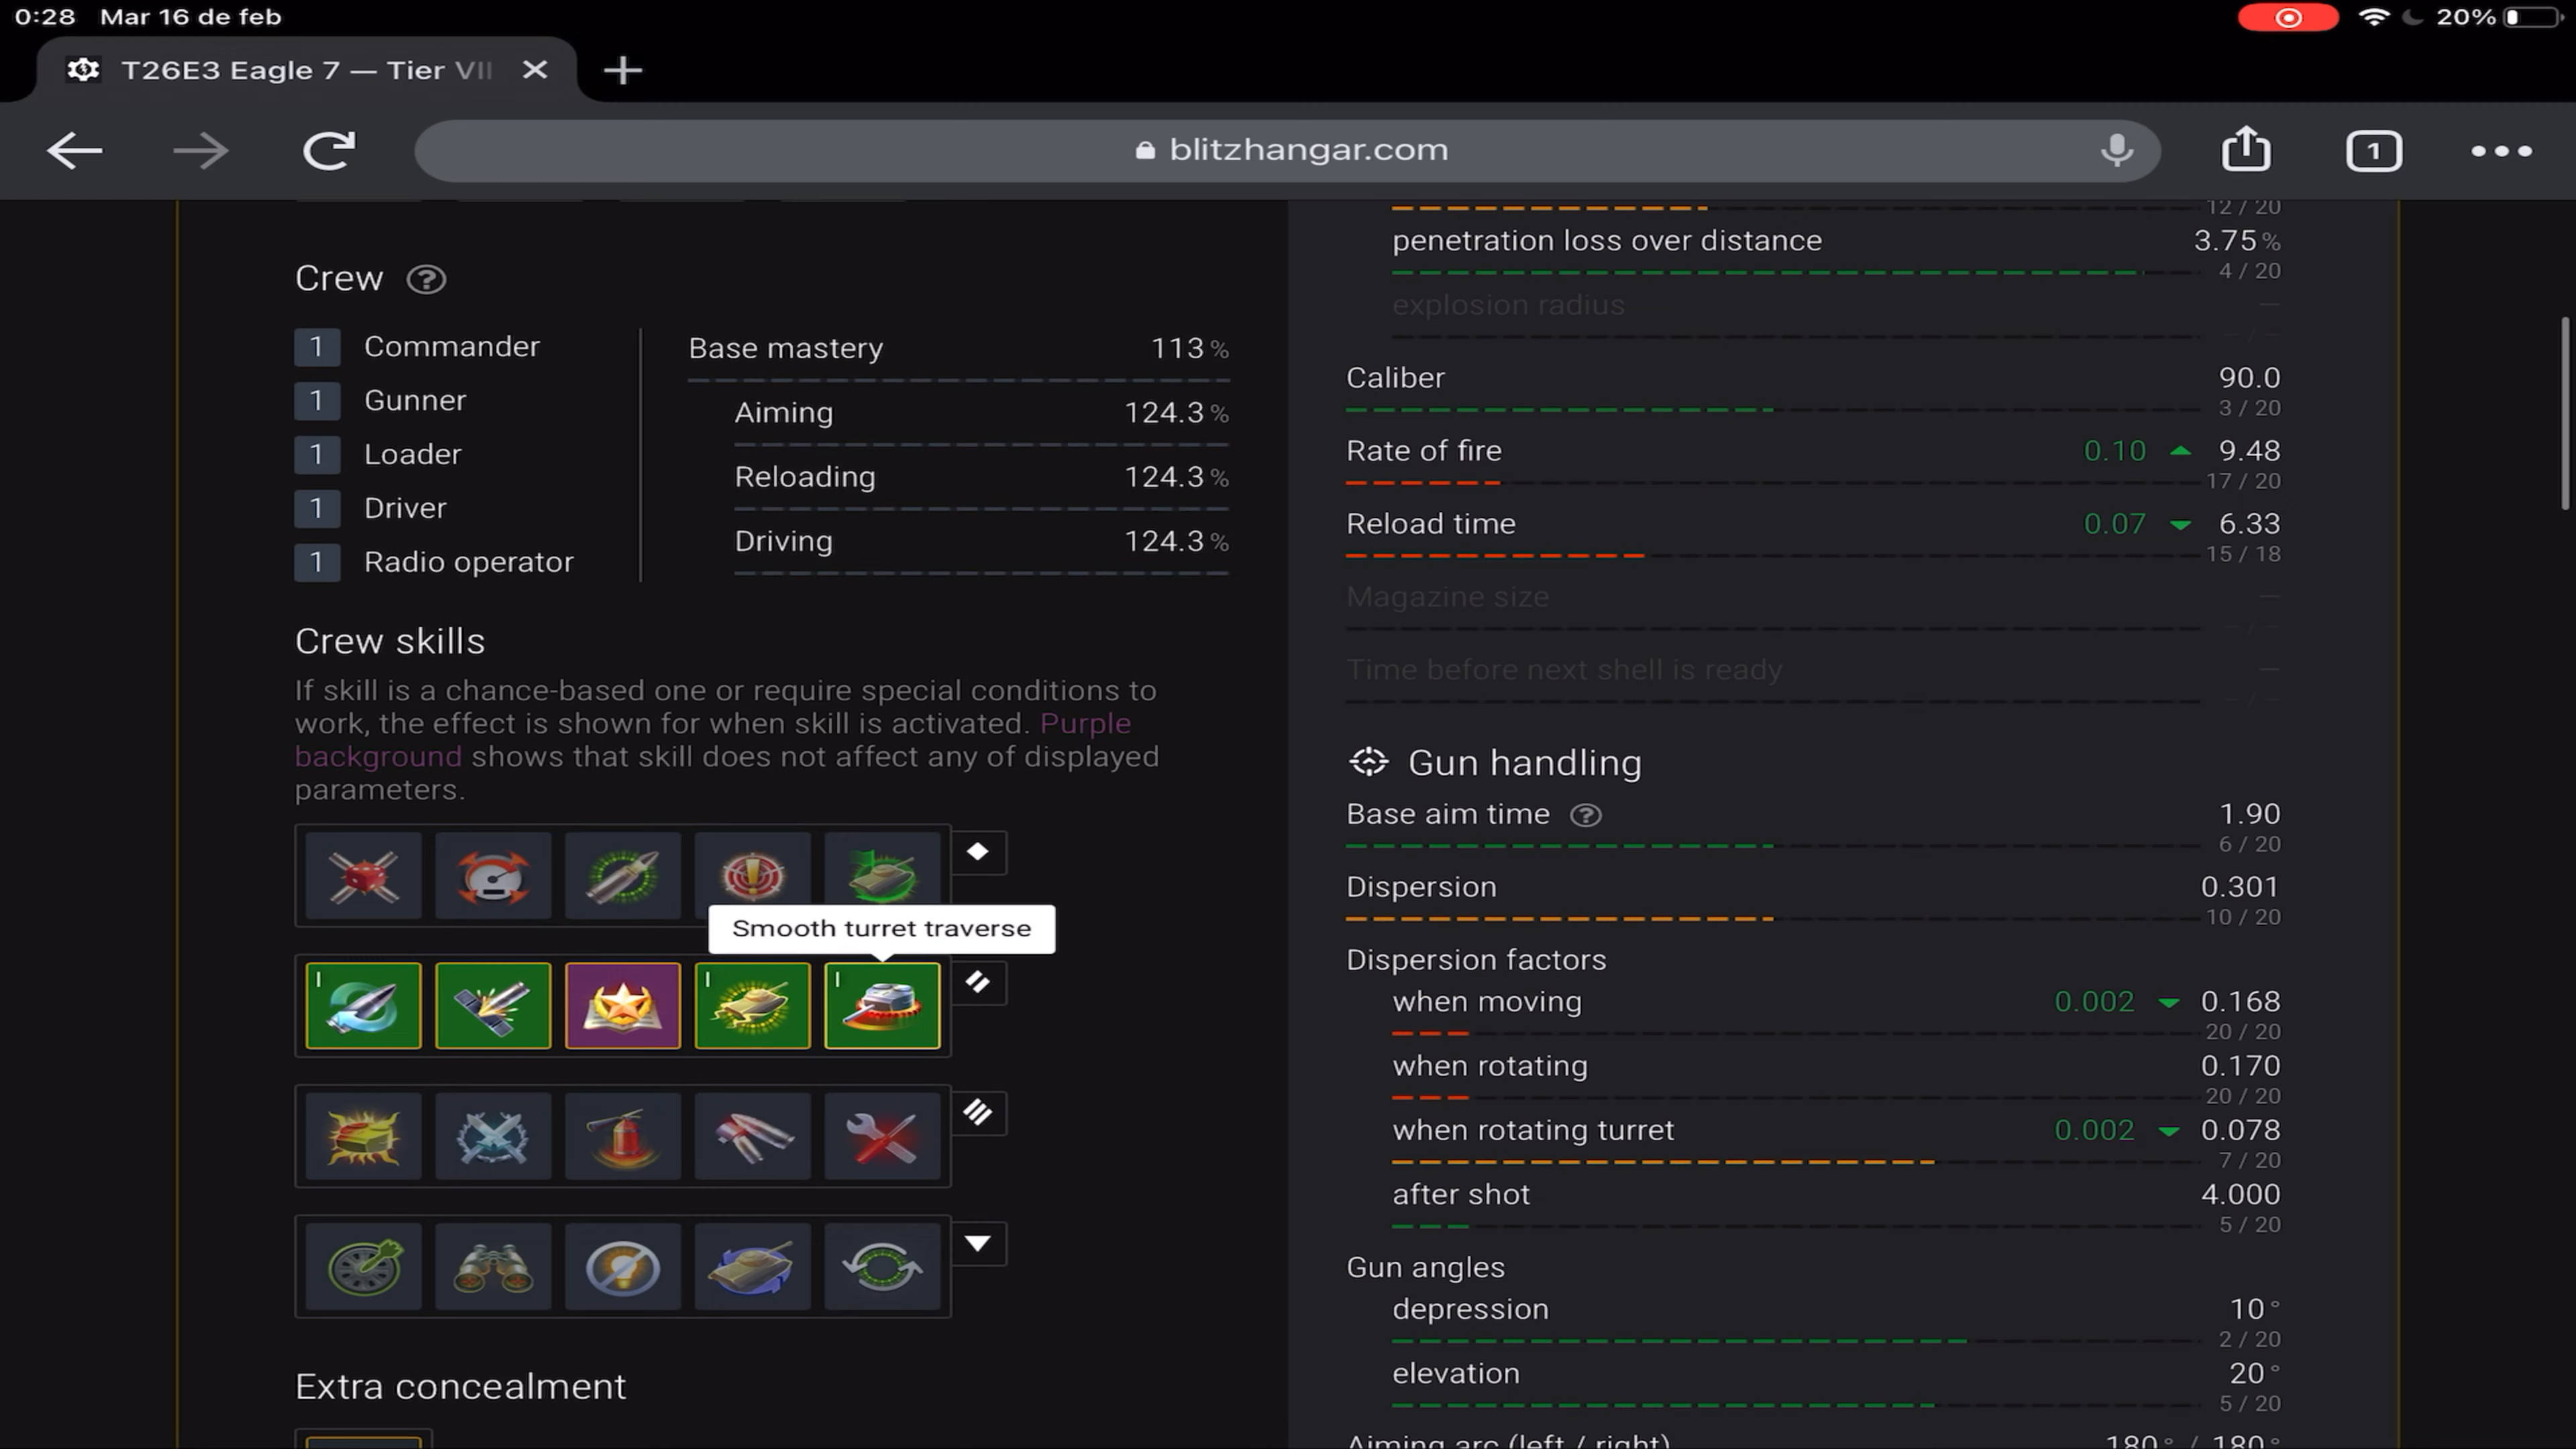 0:28 Mar 16 de feb 20%
T26E3 Eagle 7 — Tier VII
blitzhangar.com 1
Crew ?
1 Commander
1 Gunner
1 Loader
1 Driver
1 Radio operator
Base mastery 113 %
Aiming 124.3 %
Reloading 124.3 %
Driving 124.3 %
Crew skills
If skill is a chance-based one or require special conditions to
work, the effect is shown for when skill is activated. Purple
background shows that skill does not affect any of displayed
parameters.
Smooth turret traverse
I I I
Extra concealment
12 / 20
penetration loss over distance 3.75 %
4 / 20
explosion radius —
– / –
Caliber 90.0
3 / 20
Rate of fire 0.10 9.48
17 / 20
Reload time 0.07 6.33
15 / 18
Magazine size —
– / –
Time before next shell is ready —
– / –
Gun handling
Base aim time ? 1.90
6 / 20
Dispersion 0.301
10 / 20
Dispersion factors
when moving 0.002 0.168
20 / 20
when rotating 0.170
20 / 20
when rotating turret 0.002 0.078
7 / 20
after shot 4.000
5 / 20
Gun angles
depression 10 °
2 / 20
elevation 20 °
5 / 20
Aiming arc (left / right) 180 ° / 180 °